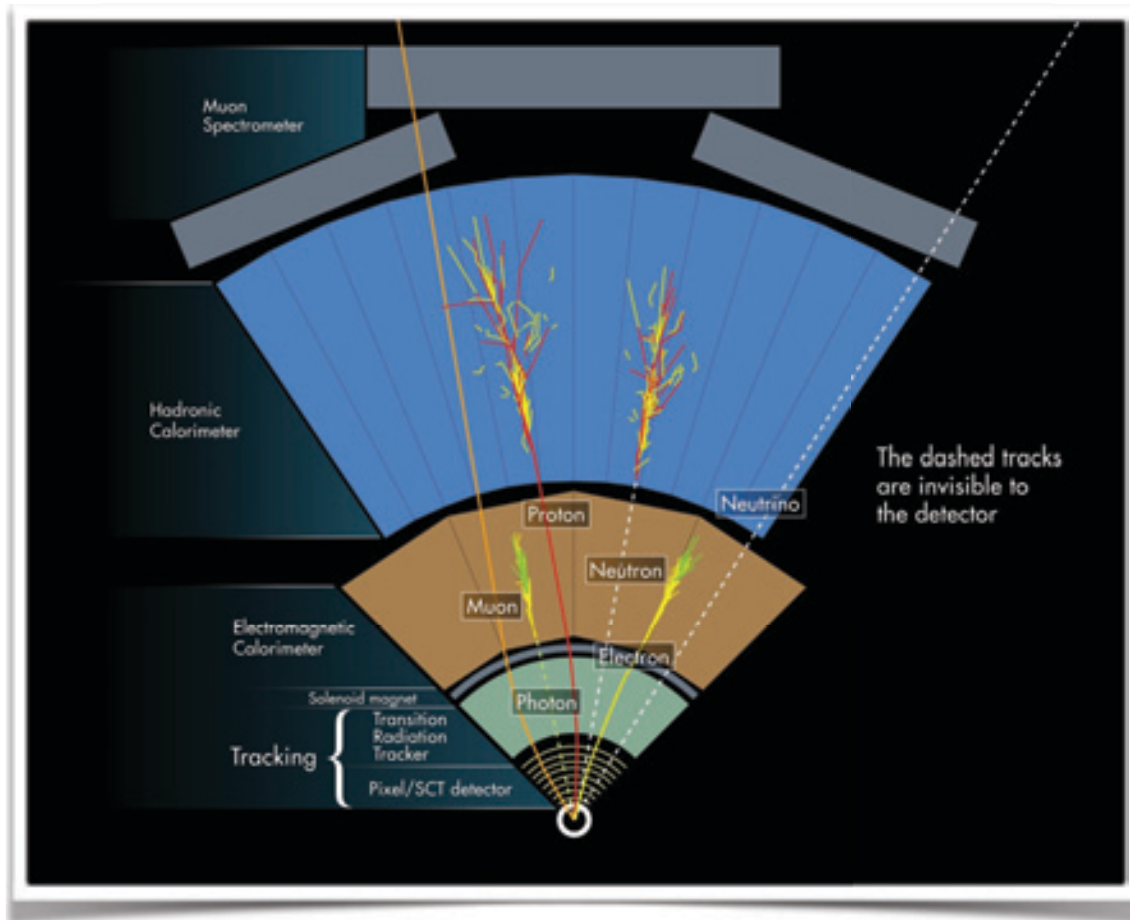 Muon
Spectrometer
Hadronic
Calorimeter
The dashed tracks
are invisible to
the detector
Neutrino
Proton
Neutron
Muon
Electromagnetic
Calorimeter
Electron
Solenoid magnet
Photon
Tracking
Transition
Radiation
Tracker
Pixel/SCT detector